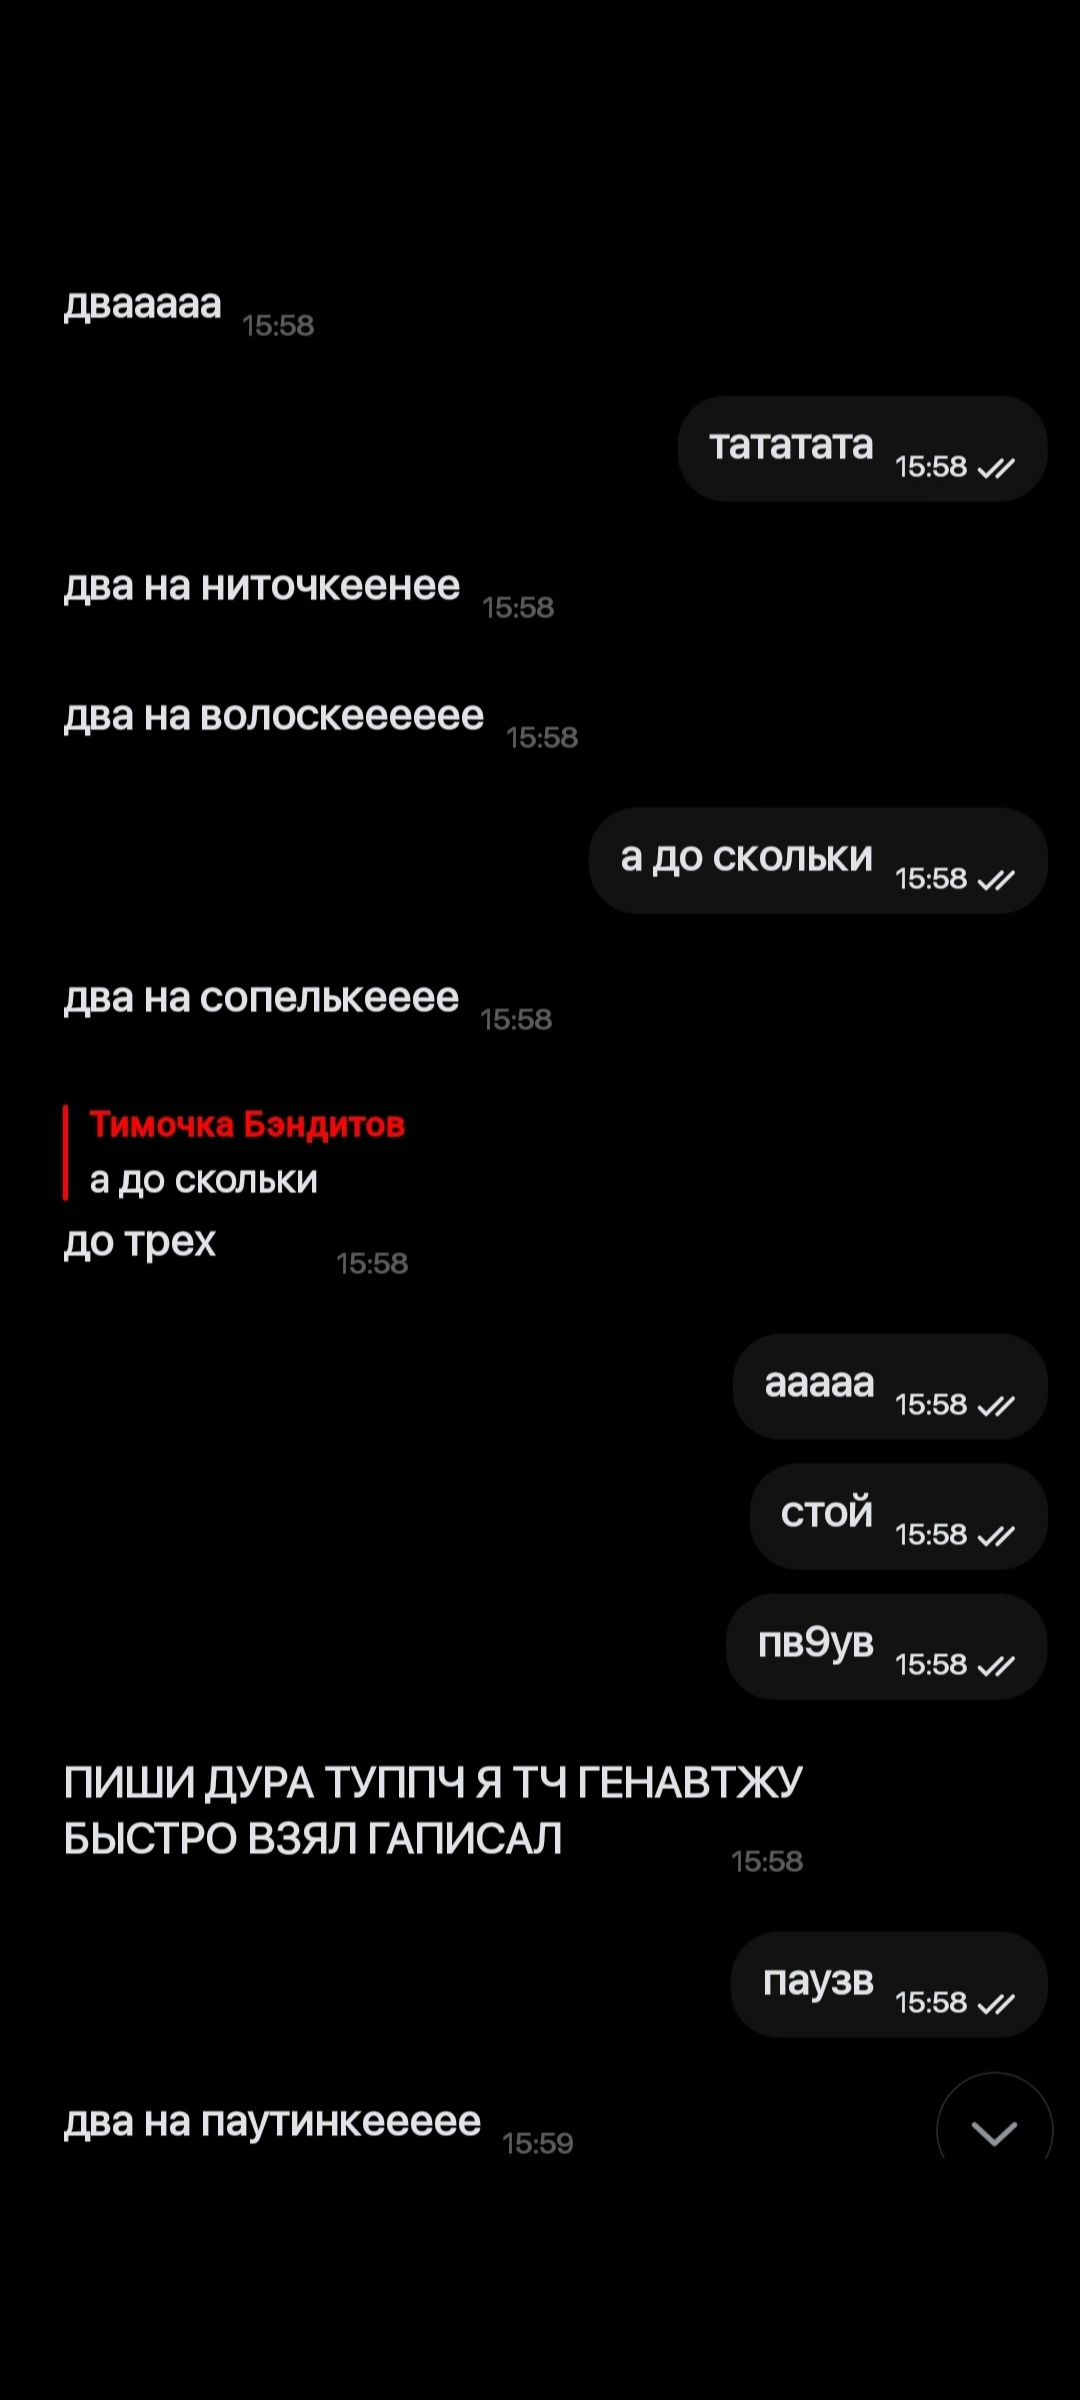 дваaaaa 15:58
тататата 15:58
два на ниточкеенее 15:58
два на волоскееееее 15:58
а до скольки 15:58
два на сопелькееее 15:58
Тимочка Бэндитов
а до скольки
до трех 15:58
ааааа 15:58
стой 15:58
пв9ув 15:58
ПИШИ ДУРА ТУППЧ Я ТЧ ГЕНАВТЖУ
БЫСТРО ВЗЯЛ ГАПИСАЛ 15:58
паузв 15:58
два на паутинкеееее 15:59